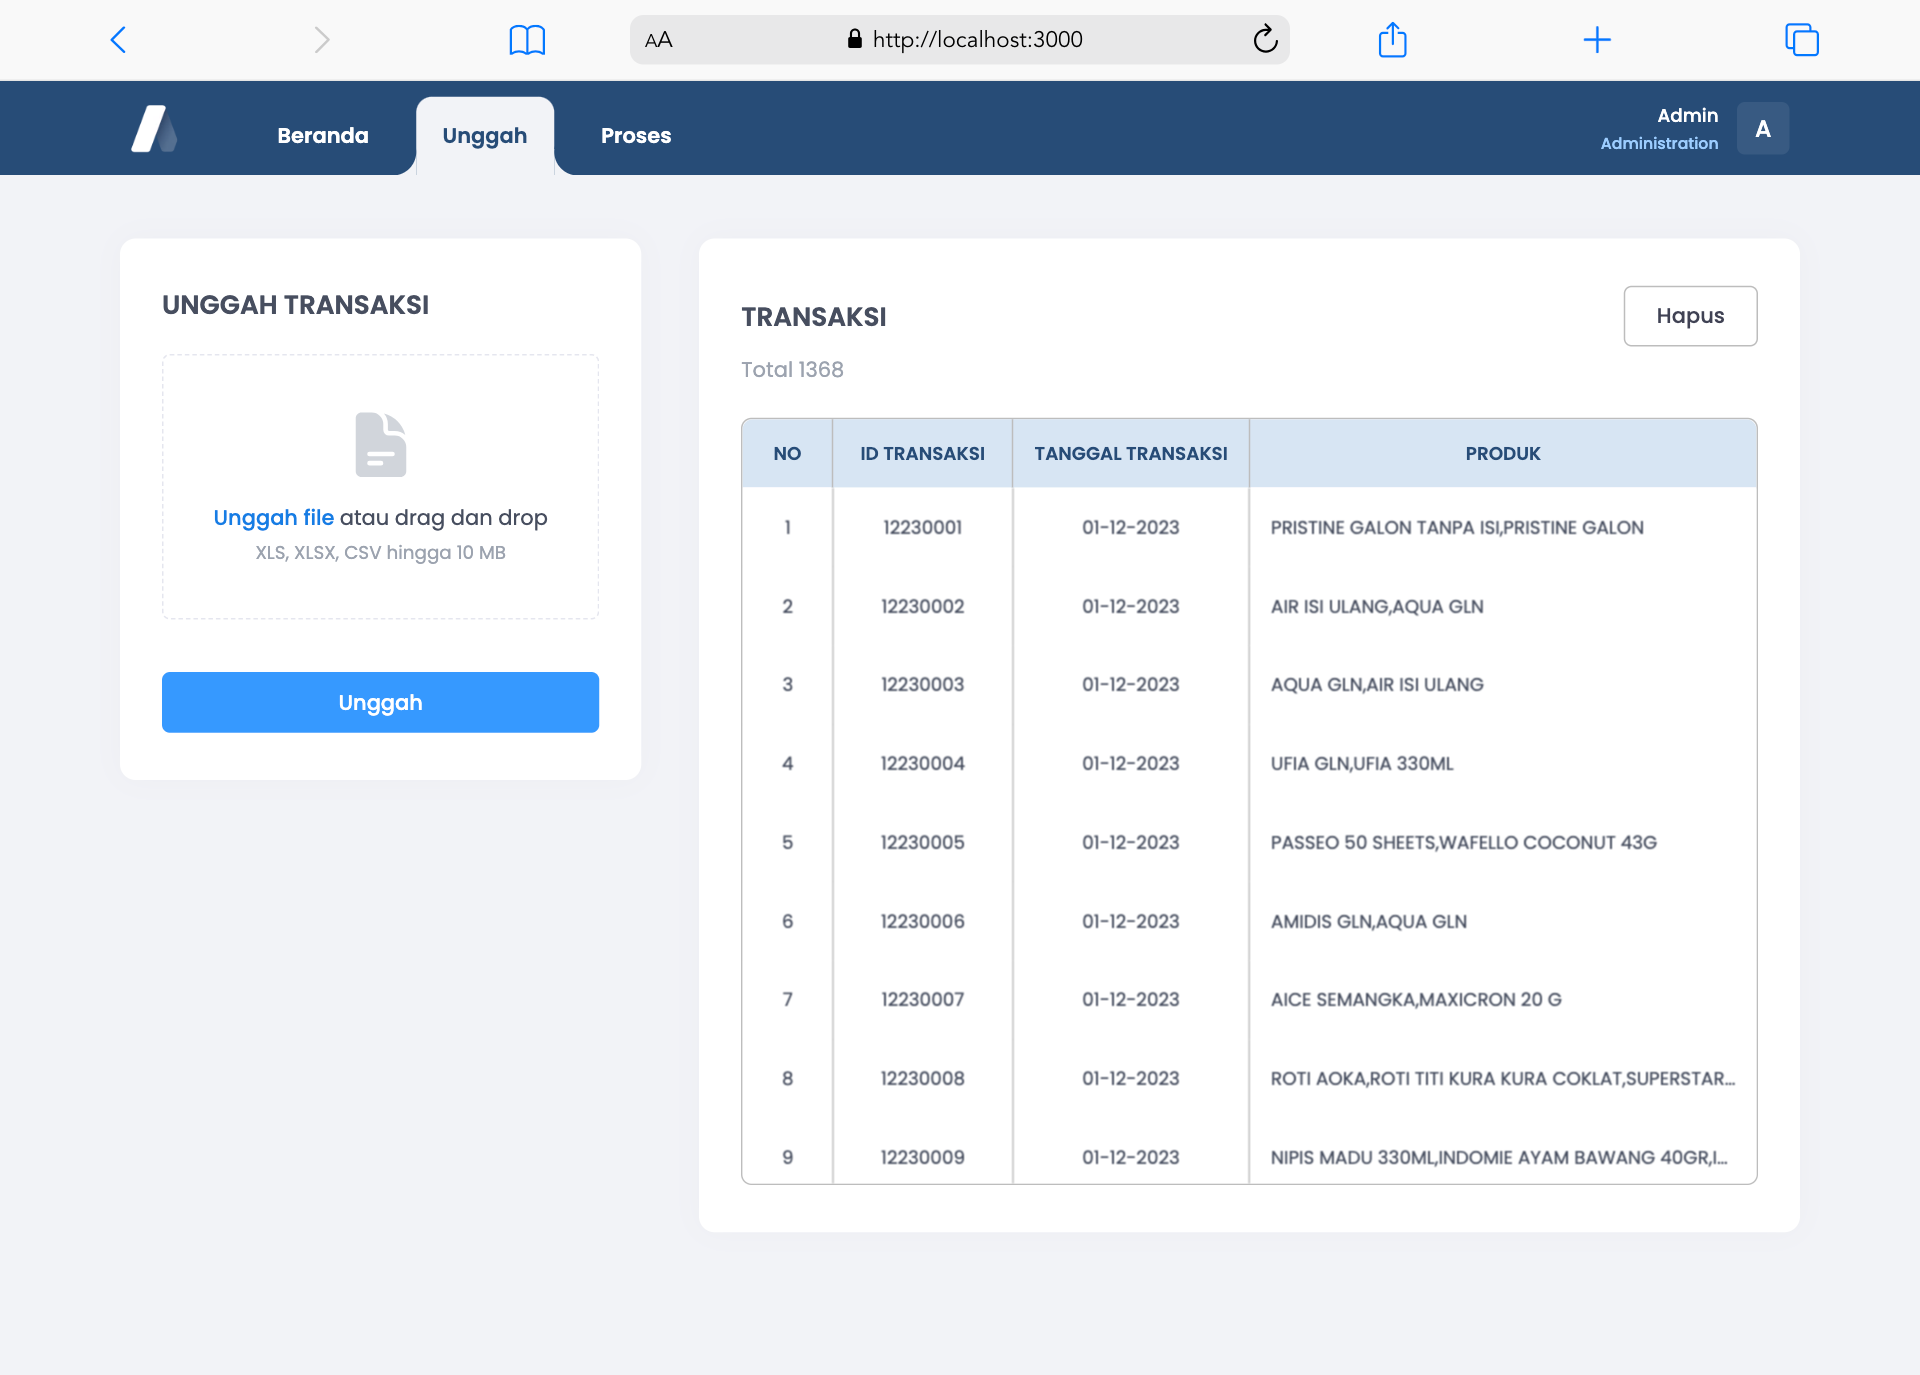 AA
http://localhost:3000
Beranda
Unggah
Proses
Admin
Administration
A
UNGGAH TRANSAKSI
Unggah file atau drag dan drop
XLS, XLSX, CSV hingga 10 MB
Unggah
TRANSAKSI
Hapus
Total 1368
NO ID TRANSAKSI TANGGAL TRANSAKSI PRODUK
1 12230001 01-12-2023 PRISTINE GALON TANPA ISI,PRISTINE GALON
2 12230002 01-12-2023 AIR ISI ULANG,AQUA GLN
3 12230003 01-12-2023 AQUA GLN,AIR ISI ULANG
4 12230004 01-12-2023 UFIA GLN,UFIA 330ML
5 12230005 01-12-2023 PASSEO 50 SHEETS,WAFELLO COCONUT 43G
6 12230006 01-12-2023 AMIDIS GLN,AQUA GLN
7 12230007 01-12-2023 AICE SEMANGKA,MAXICRON 20 G
8 12230008 01-12-2023 ROTI AOKA,ROTI TITI KURA KURA COKLAT,SUPERSTAR...
9 12230009 01-12-2023 NIPIS MADU 330ML,INDOMIE AYAM BAWANG 40GR,I...